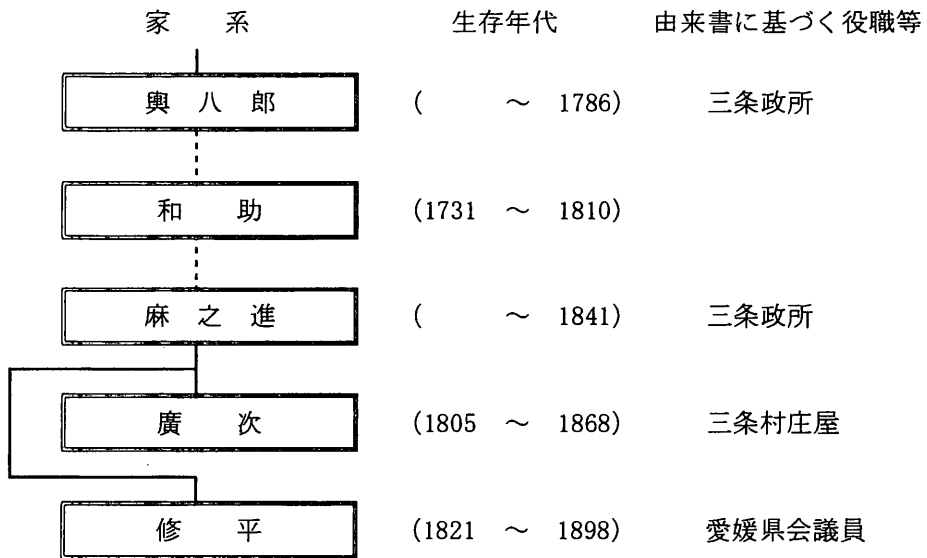 家 系 生存年代 由来書に基づく役職等
輿八郎 ( ～ 1786) 三条政所
和 助 (1731 ～ 1810)
麻之進 ( ～ 1841) 三条政所
廣 次 (1805 ～ 1868) 三条村庄屋
修 平 (1821 ～ 1898) 愛媛県会議員